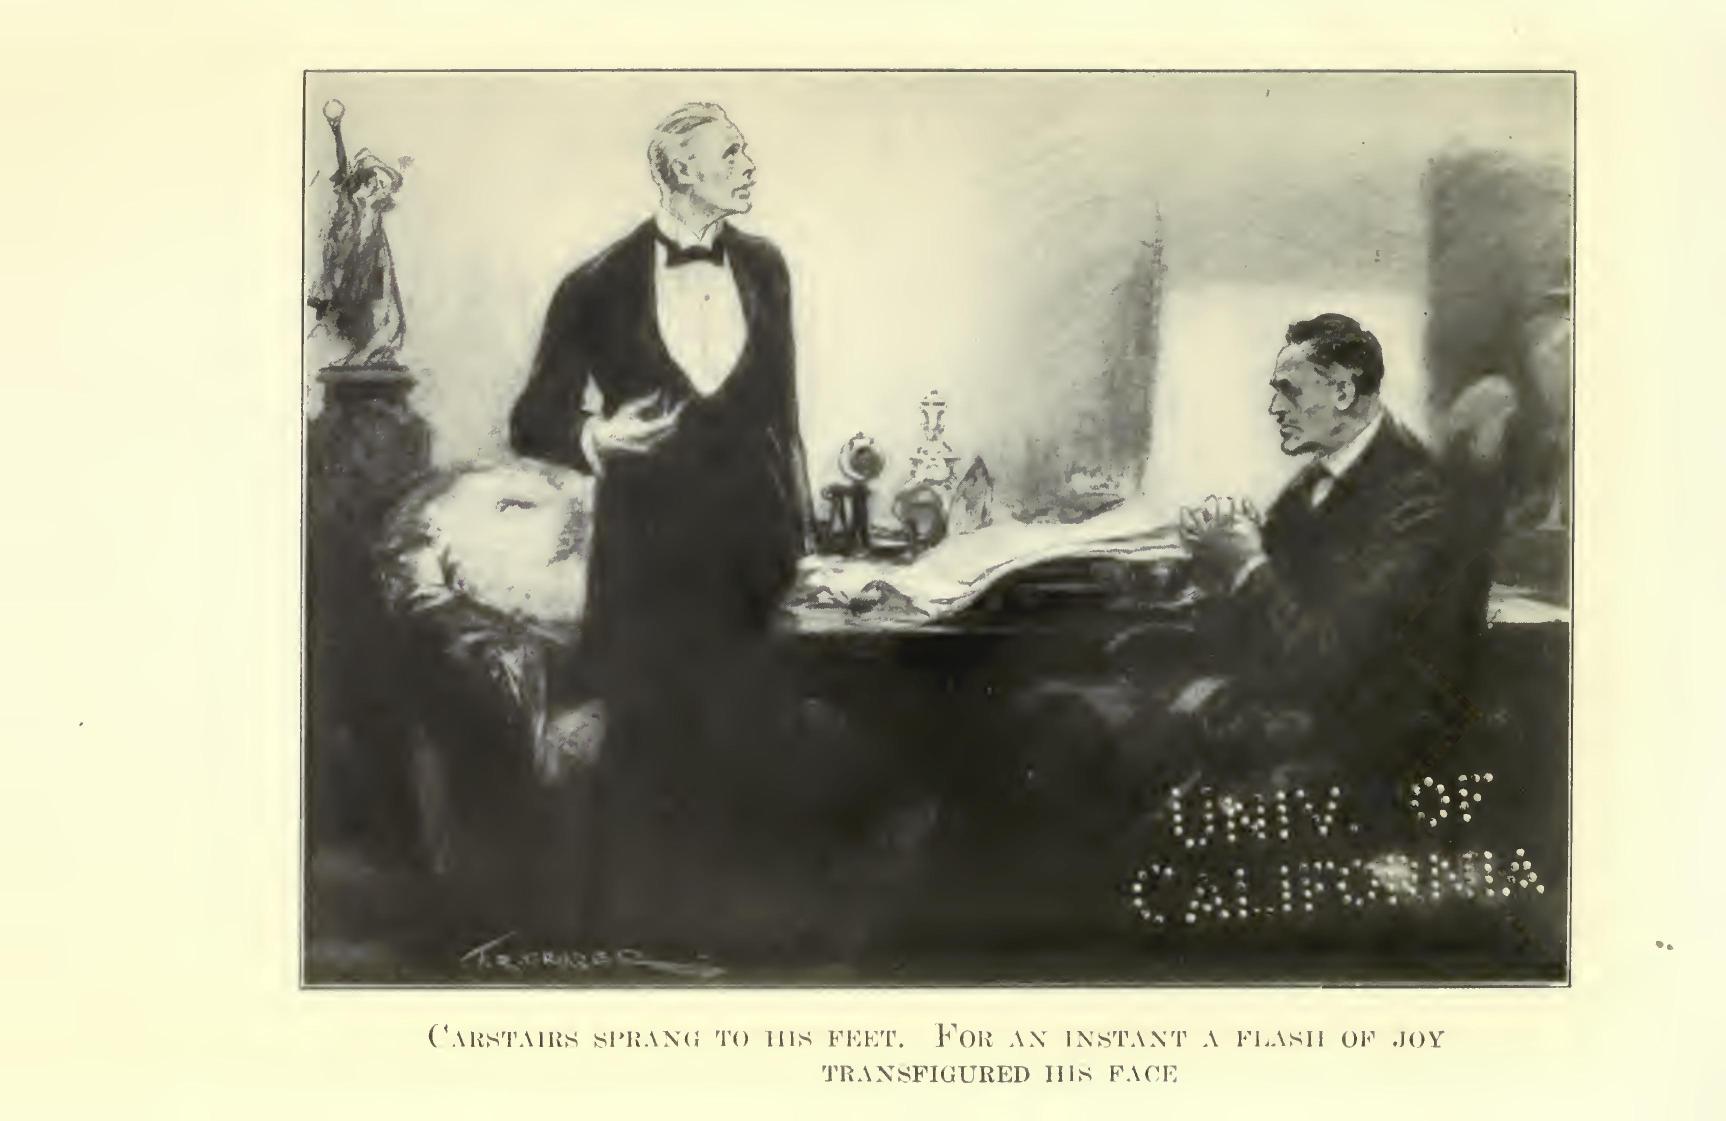 UNIV. OF
CALIFORNIA
CARSTAIRS SPRANG TO HIS FEET. FOR AN INSTANT A FLASH OF JOY
TRANSFIGURED HIS FACE